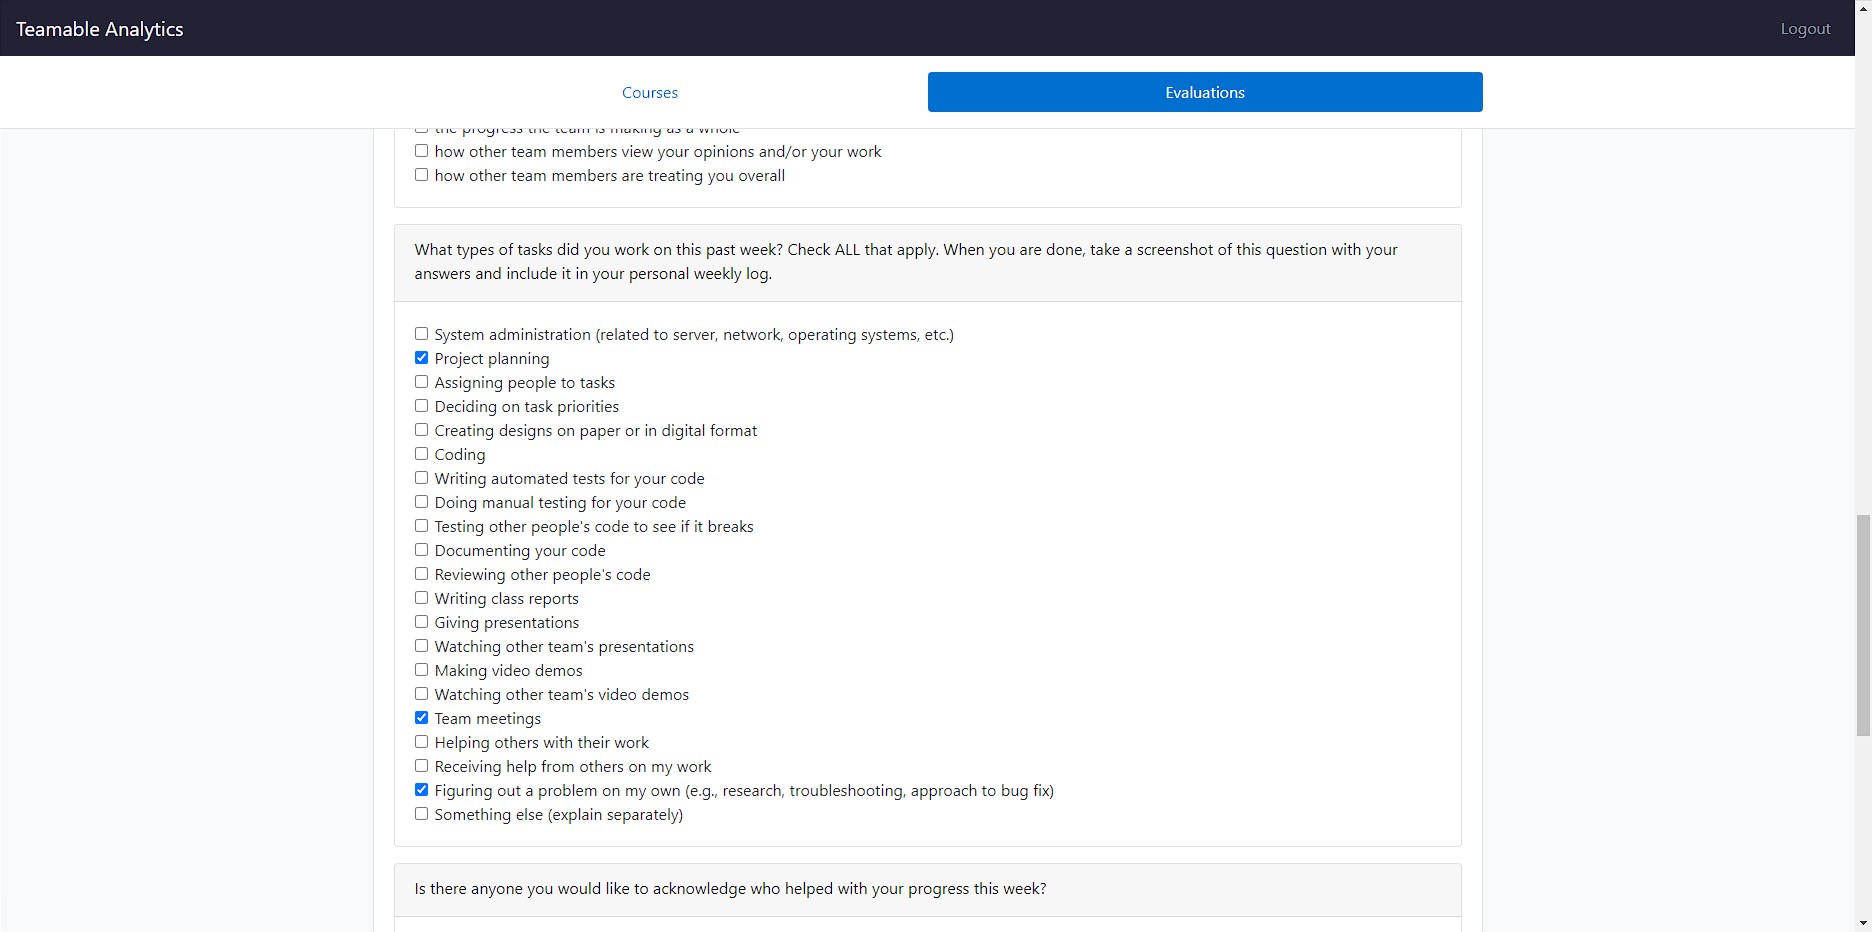 Teamable Analytics
Logout
Courses
Evaluations
the progress the team is making as a whole
how other team members view your opinions and/or your work
how other team members are treating you overall
What types of tasks did you work on this past week? Check ALL that apply. When you are done, take a screenshot of this question with your
answers and include it in your personal weekly log.
System administration (related to server, network, operating systems, etc.)
Project planning
Assigning people to tasks
Deciding on task priorities
Creating designs on paper or in digital format
Coding
Writing automated tests for your code
Doing manual testing for your code
Testing other people's code to see if it breaks
Documenting your code
Reviewing other people's code
Writing class reports
Giving presentations
Watching other team's presentations
Making video demos
Watching other team's video demos
Team meetings
Helping others with their work
Receiving help from others on my work
Figuring out a problem on my own (e.g., research, troubleshooting, approach to bug fix)
Something else (explain separately)
Is there anyone you would like to acknowledge who helped with your progress this week?